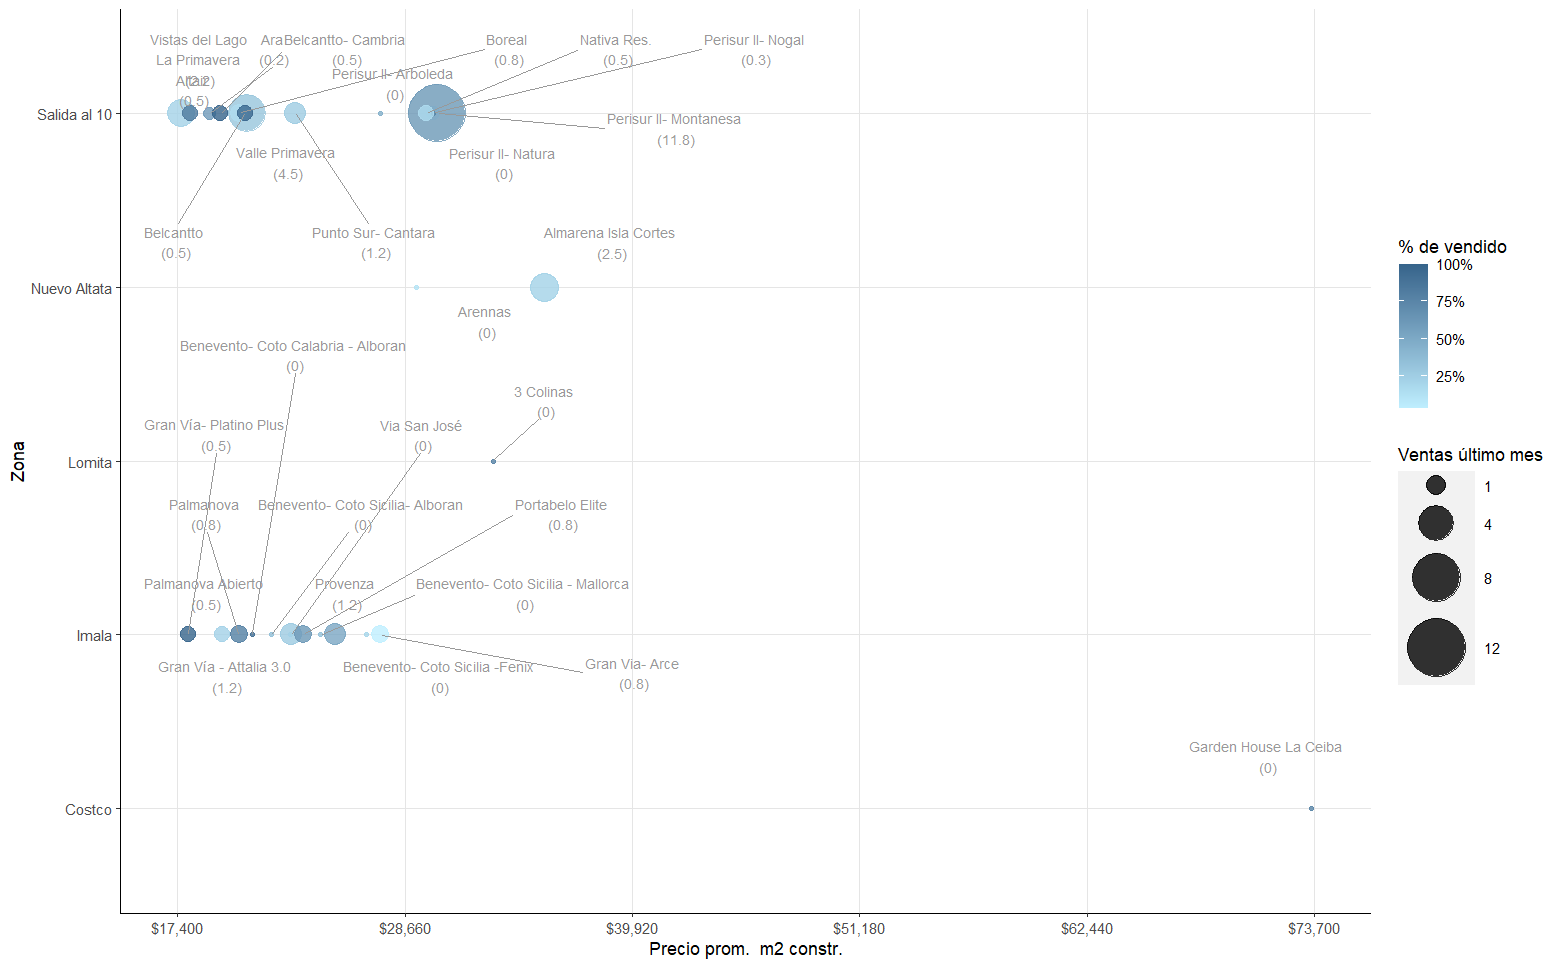 Vistas del Lago
Ara
Belcantto- Cambria
Boreal
Nativa Res.
Perisur II- Nogal
La Primavera
(0.2)
(0.5)
(0.8)
(0.5)
(0.3)
Perisur II- Arboleda
Altair
(2.2)
(0)
(0.5)
Salida al 10
Perisur II- Montanesa
(11.8)
Valle Primavera
(4.5)
Perisur II- Natura
(0)
Belcantto
(0.5)
Punto Sur- Cantara
(1.2)
Almarena Isla Cortes
(2.5)
Nuevo Altata
Arennas
(0)
Benevento- Coto Calabria - Alboran
(0)
3 Colinas
(0)
Gran Vía- Platino Plus
(0.5)
Via San José
(0)
Lomita
Palmanova
(0.8)
Benevento- Coto Sicilia- Alboran
(0)
Portabelo Elite
(0.8)
Palmanova Abierto
(0.5)
Provenza
(1.2)
Benevento- Coto Sicilia - Mallorca
(0)
Imala
Gran Vía - Attalia 3.0
(1.2)
Benevento- Coto Sicilia -Fenix
(0)
Gran Via- Arce
(0.8)
Garden House La Ceiba
(0)
Costco
Zona
$17,400
$28,660
$39,920
$51,180
$62,440
$73,700
Precio prom.  m2 constr.
% de vendido
100%
75%
50%
25%
Ventas último mes
1
4
8
12